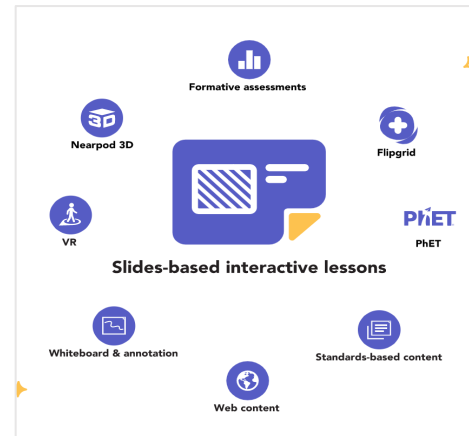 Formative assessments
3D
Nearpod 3D
Flipgrid
VR
PhET
PhET
Slides-based interactive lessons
Whiteboard & annotation
Standards-based content
Web content